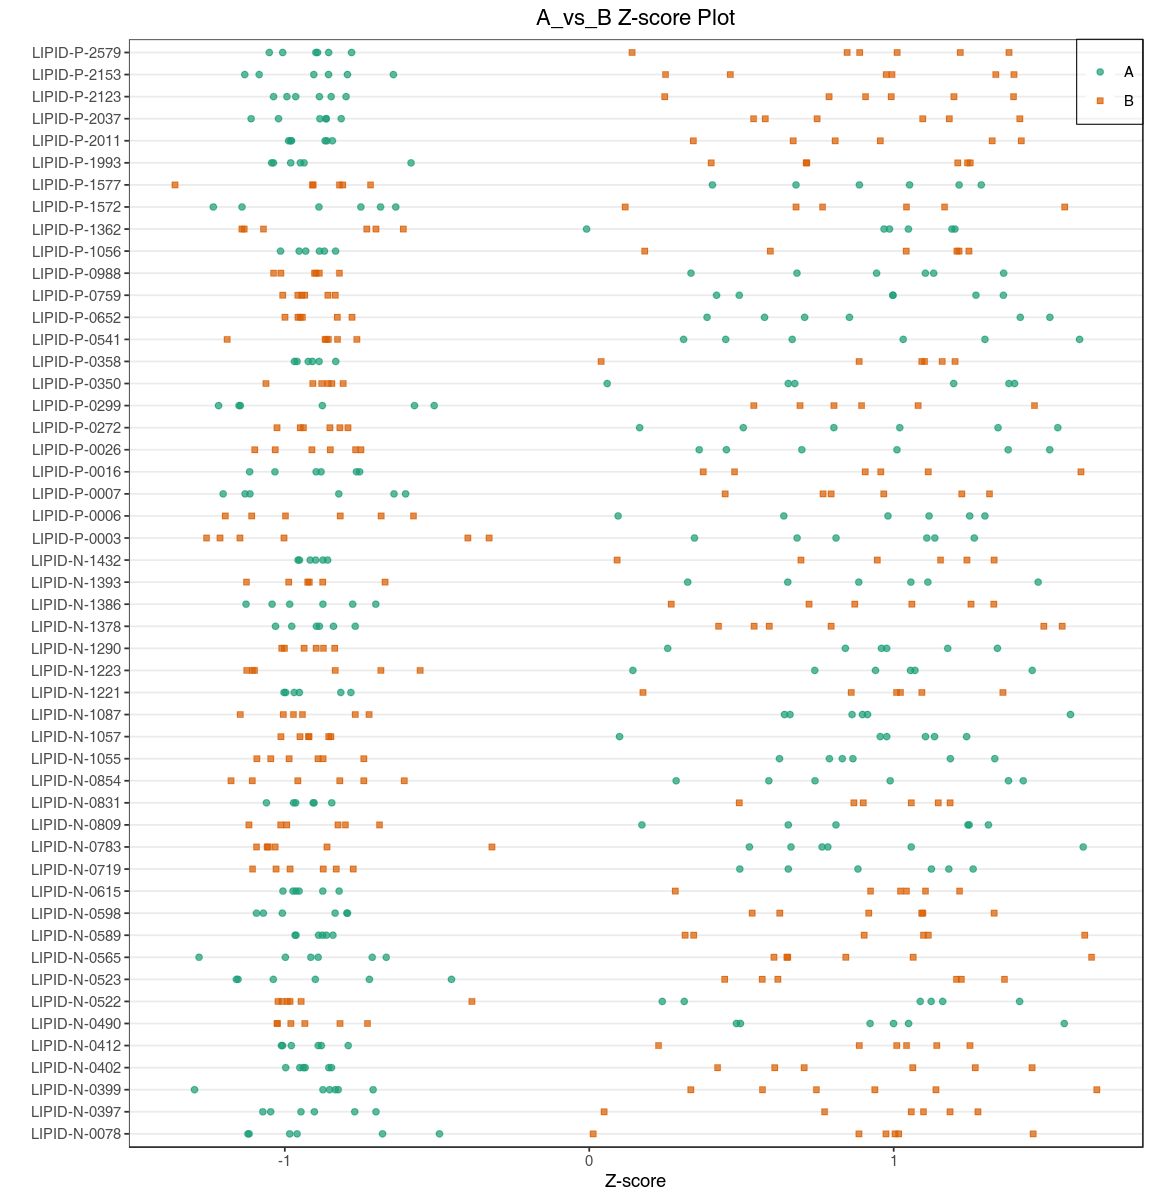 A_vs_B Z-score Plot
LIPID-P-2579
LIPID-P-2153
LIPID-P-2123
LIPID-P-2037
LIPID-P-2011
LIPID-P-1993
LIPID-P-1577
LIPID-P-1572
LIPID-P-1362
LIPID-P-1056
LIPID-P-0988
LIPID-P-0759
LIPID-P-0652
LIPID-P-0541
LIPID-P-0358
LIPID-P-0350
LIPID-P-0299
LIPID-P-0272
LIPID-P-0026
LIPID-P-0016
LIPID-P-0007
LIPID-P-0006
LIPID-P-0003
LIPID-N-1432
LIPID-N-1393
LIPID-N-1386
LIPID-N-1378
LIPID-N-1290
LIPID-N-1223
LIPID-N-1221
LIPID-N-1087
LIPID-N-1057
LIPID-N-1055
LIPID-N-0854
LIPID-N-0831
LIPID-N-0809
LIPID-N-0783
LIPID-N-0719
LIPID-N-0615
LIPID-N-0598
LIPID-N-0589
LIPID-N-0565
LIPID-N-0523
LIPID-N-0522
LIPID-N-0490
LIPID-N-0412
LIPID-N-0402
LIPID-N-0399
LIPID-N-0397
LIPID-N-0078
A
B
-1 0 1
Z-score